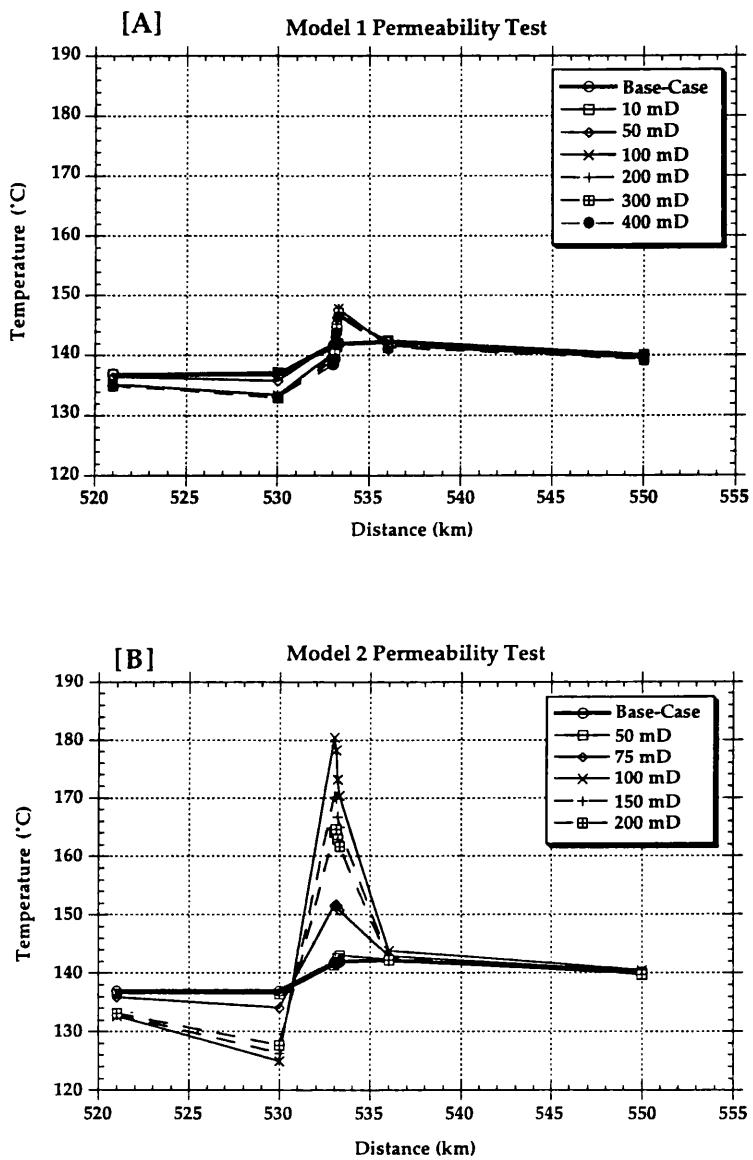 [A]
Model 1 Permeability Test
190
180
170
160
150
140
130
120
Temperature (°C)
Base-Case
10 mD
50 mD
100 mD
200 mD
300 mD
400 mD
520 525 530 535 540 545 550 555
Distance (km)
[B]
Model 2 Permeability Test
190
180
170
160
150
140
130
120
Temperature (°C)
Base-Case
50 mD
75 mD
100 mD
150 mD
200 mD
520 525 530 535 540 545 550 555
Distance (km)